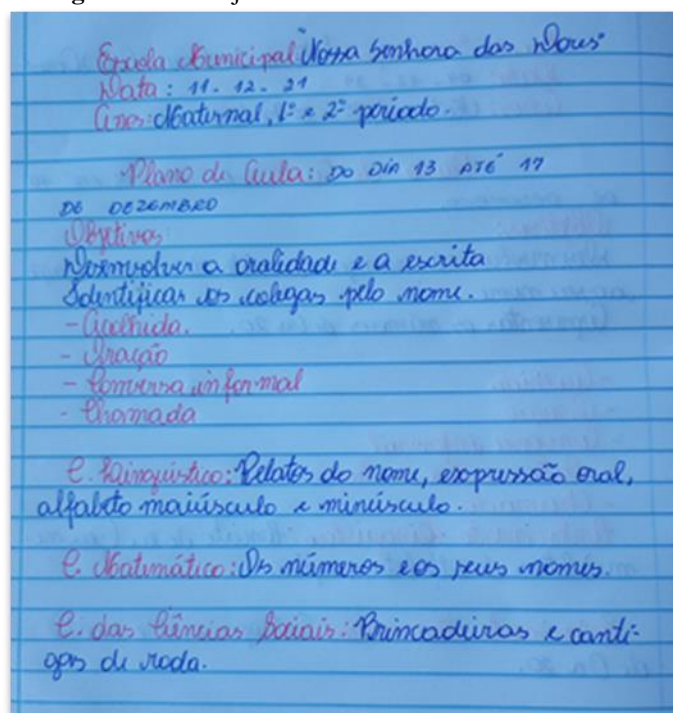 Escola Municipal "Nossa Senhora das Dores"
Data: 11.12.21
Anos: Maternal, 1º e 2º período.
Plano de Aula: DO DIA 13 ATÉ 17
DE DEZEMBRO
Objetivos
Desenvolver a oralidade e a escrita
Identificar os colegas pelo nome.
- Acolhida.
- Oração
- Conversa informal
- Chamada
C. Linguístico: Relatos do nome, expressão oral,
alfabeto maiúsculo e minúsculo.
C. Matemático: Os números e os seus nomes.
C. das Ciências Sociais: Brincadeiras e canti-
gas de roda.